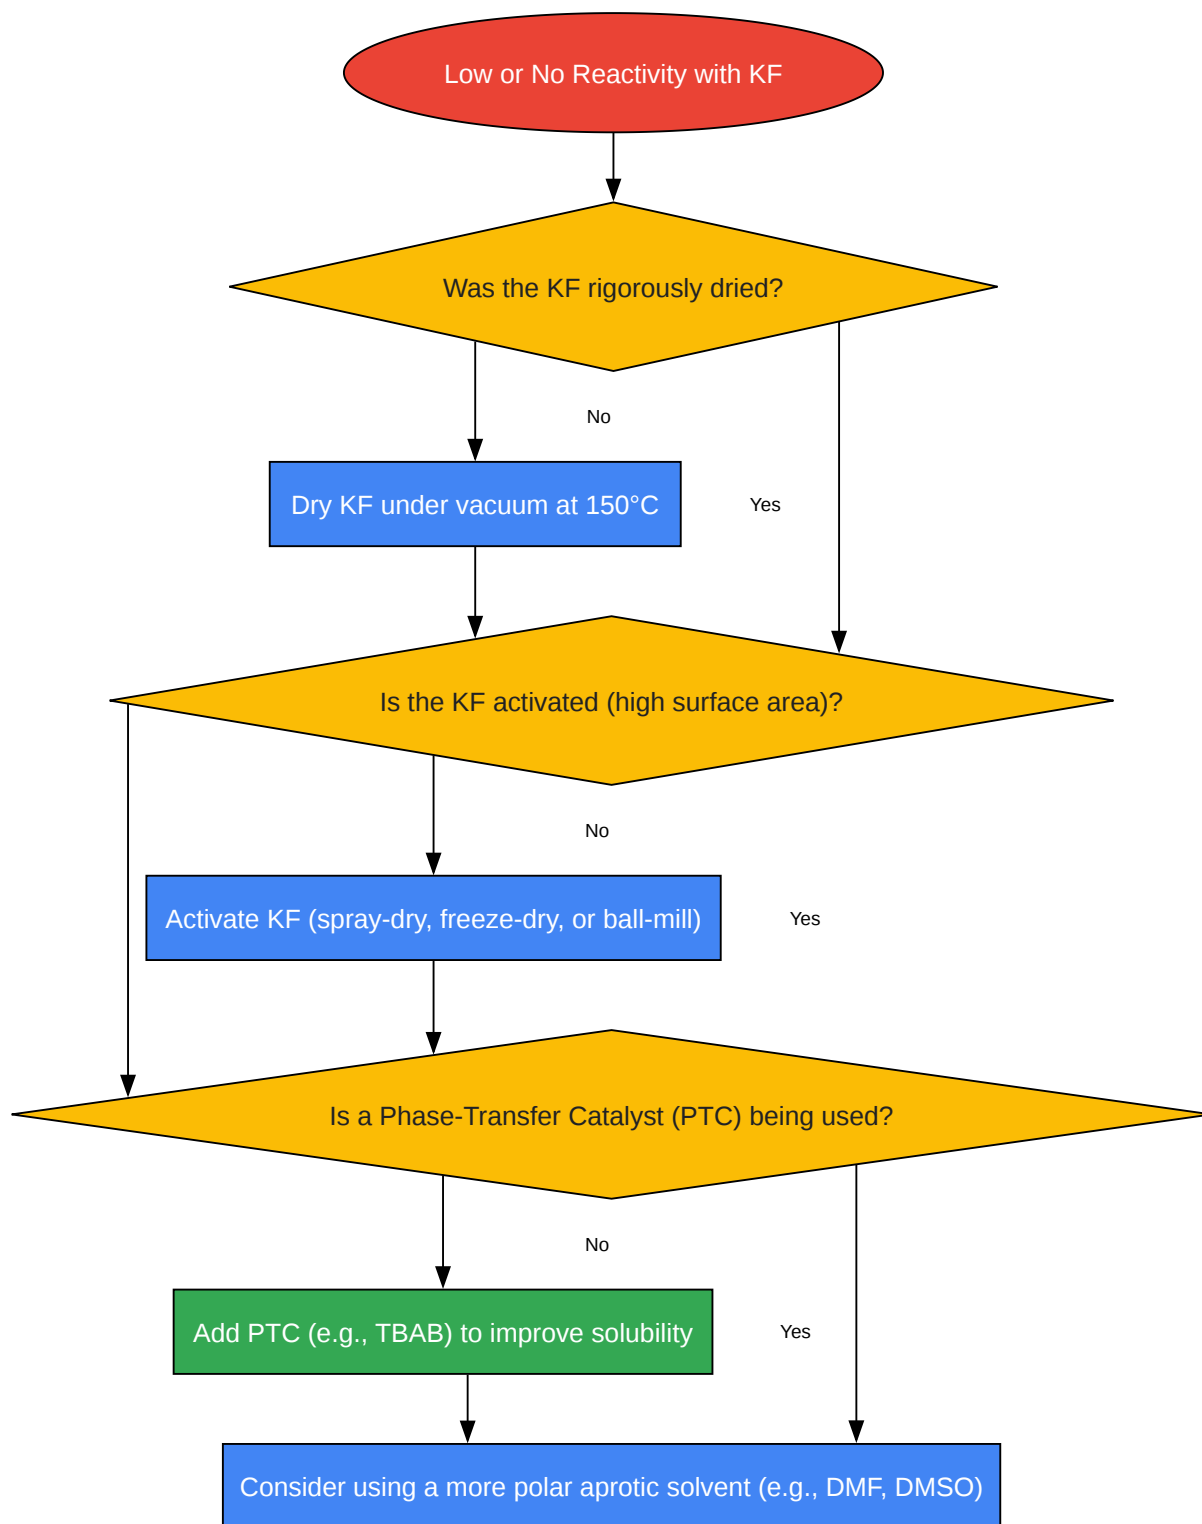 Low or No Reactivity with KF
Was the KF rigorously dried?
No
Dry KF under vacuum at 150°C
Yes
Is the KF activated (high surface area)?
No
Activate KF (spray-dry, freeze-dry, or ball-mill)
Yes
Is a Phase-Transfer Catalyst (PTC) being used?
No
Add PTC (e.g., TBAB) to improve solubility
Yes
Consider using a more polar aprotic solvent (e.g., DMF, DMSO)